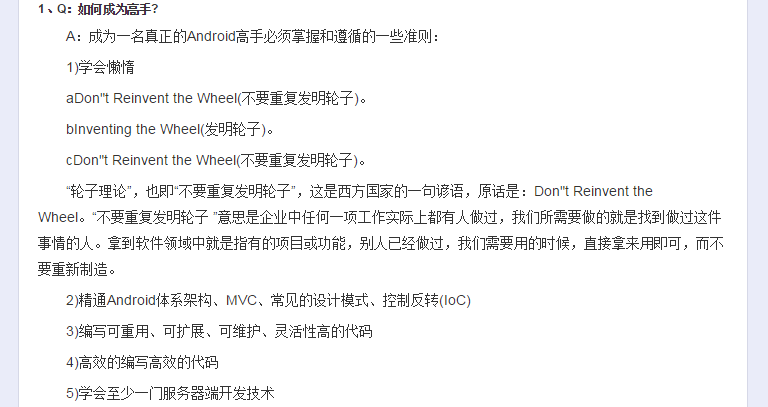 1、Q：如何成为高手?
A：成为一名真正的Android高手必须掌握和遵循的一些准则：
1)学会懒惰
aDon"t Reinvent the Wheel(不要重复发明轮子)。
bInventing the Wheel(发明轮子)。
cDon"t Reinvent the Wheel(不要重复发明轮子)。
“轮子理论”，也即“不要重复发明轮子”，这是西方国家的一句谚语，原话是：Don"t Reinvent the
Wheel。“不要重复发明轮子 ”意思是企业中任何一项工作实际上都有人做过，我们所需要做的就是找到做过这件
事情的人。拿到软件领域中就是指有的项目或功能，别人已经做过，我们需要用的时候，直接拿来用即可，而不
要重新制造。
2)精通Android体系架构、MVC、常见的设计模式、控制反转(IoC)
3)编写可重用、可扩展、可维护、灵活性高的代码
4)高效的编写高效的代码
5)学会至少一门服务器端开发技术